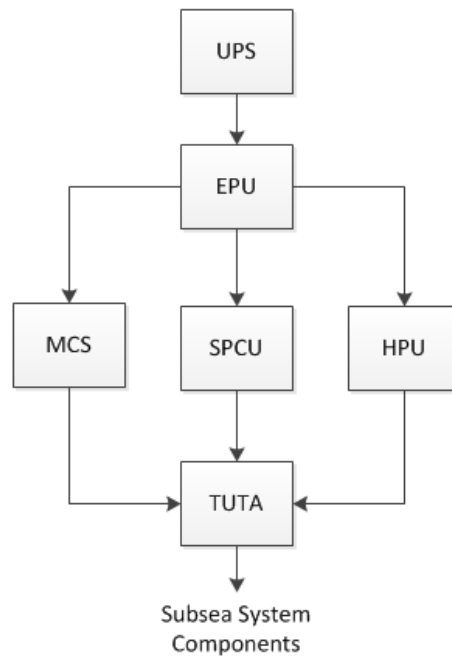 UPS
EPU
MCS
SPCU
HPU
TUTA
Subsea System
Components